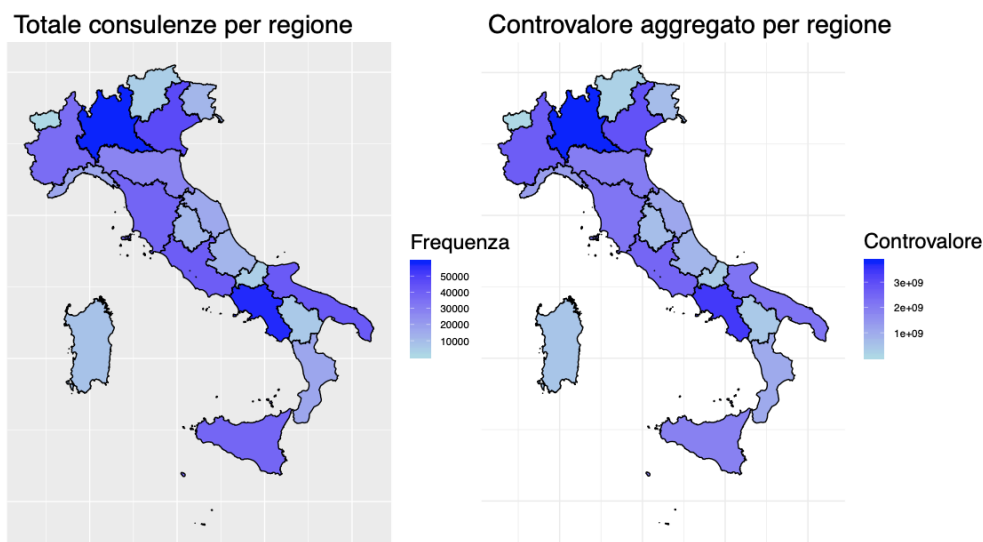 Totale consulenze per regione
Controvalore aggregato per regione
Frequenza
50000
40000
30000
20000
10000
Controvalore
3e+09
2e+09
1e+09